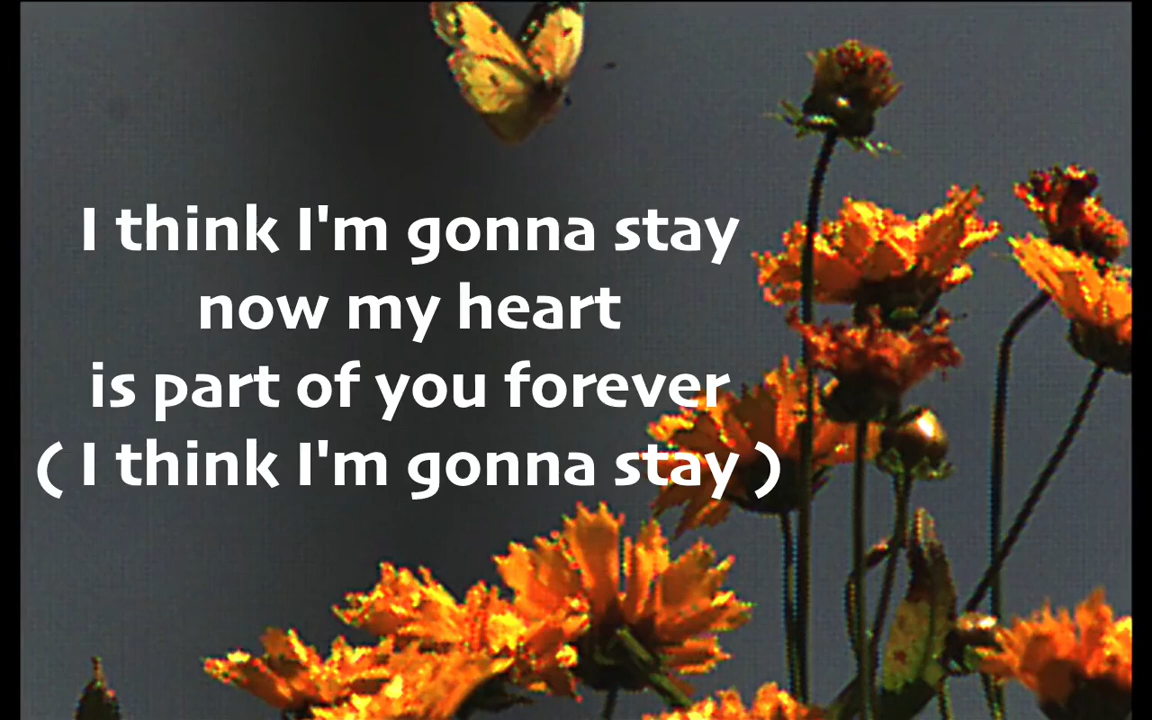 I think I'm gonna stay
now my heart
is part of you forever
( I think I'm gonna stay )